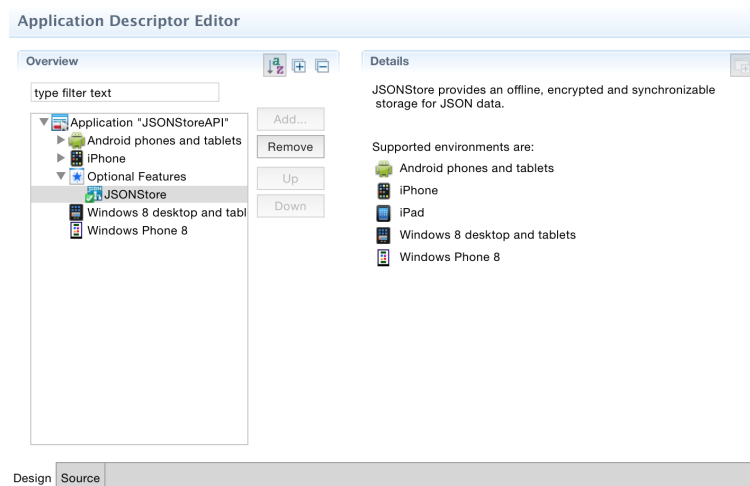 Application Descriptor Editor
Overview
type filter text
Application "JSONStoreAPI"
Android phones and tablets
iPhone
Optional Features
JSONStore
Windows 8 desktop and tabl
Windows Phone 8
Add...
Remove
Up
Down
Details
JSONStore provides an offline, encrypted and synchronizable
storage for JSON data.
Supported environments are:
Android phones and tablets
iPhone
iPad
Windows 8 desktop and tablets
Windows Phone 8
Design Source